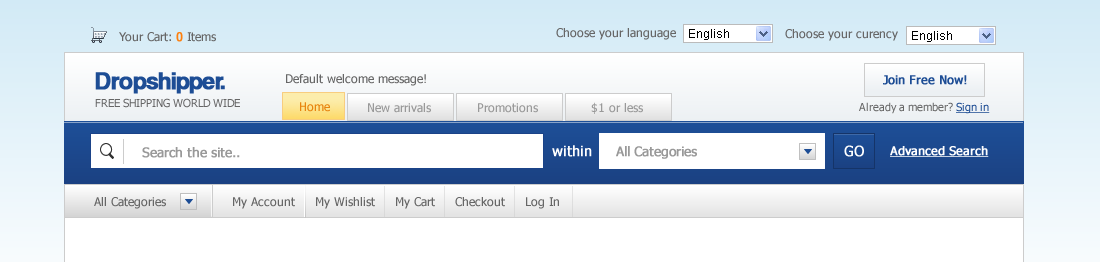 Your Cart: 0 Items
Choose your language English
Choose your curency English
Dropshipper.
FREE SHIPPING WORLD WIDE
Default welcome message!
Home New arrivals Promotions $1 or less
Join Free Now!
Already a member? Sign in
Search the site.. within All Categories GO Advanced Search
All Categories My Account My Wishlist My Cart Checkout Log In